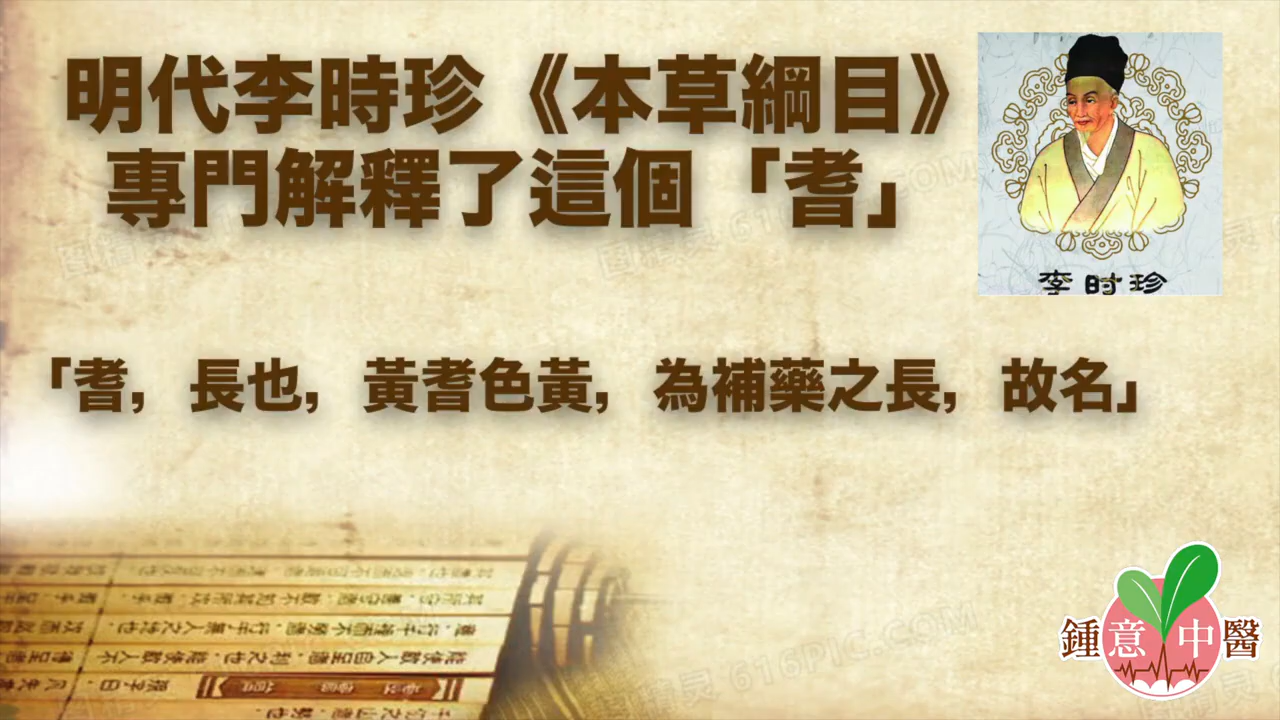 明代李時珍《本草綱目》
專門解釋了這個「耆」
李时珍
「耆，長也，黃耆色黃，為補藥之長，故名」
鍾意中醫